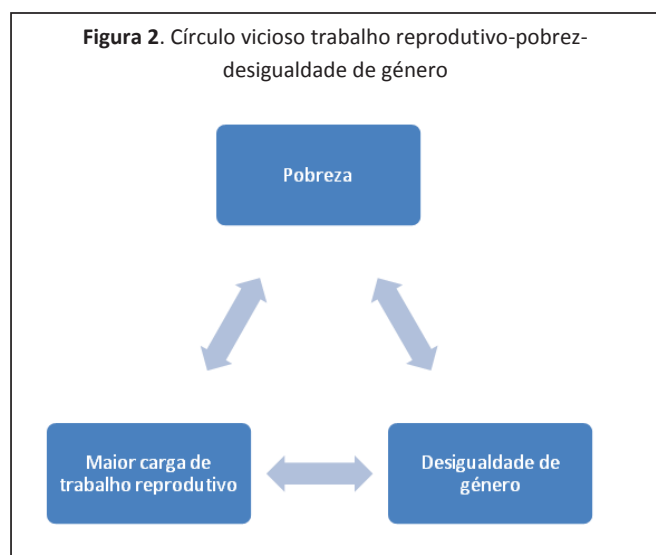 Figura 2. Círculo vicioso trabalho reprodutivo-pobrez-
desigualdade de género
Pobreza
Maior carga de
trabalho reprodutivo
Desigualdade de
género